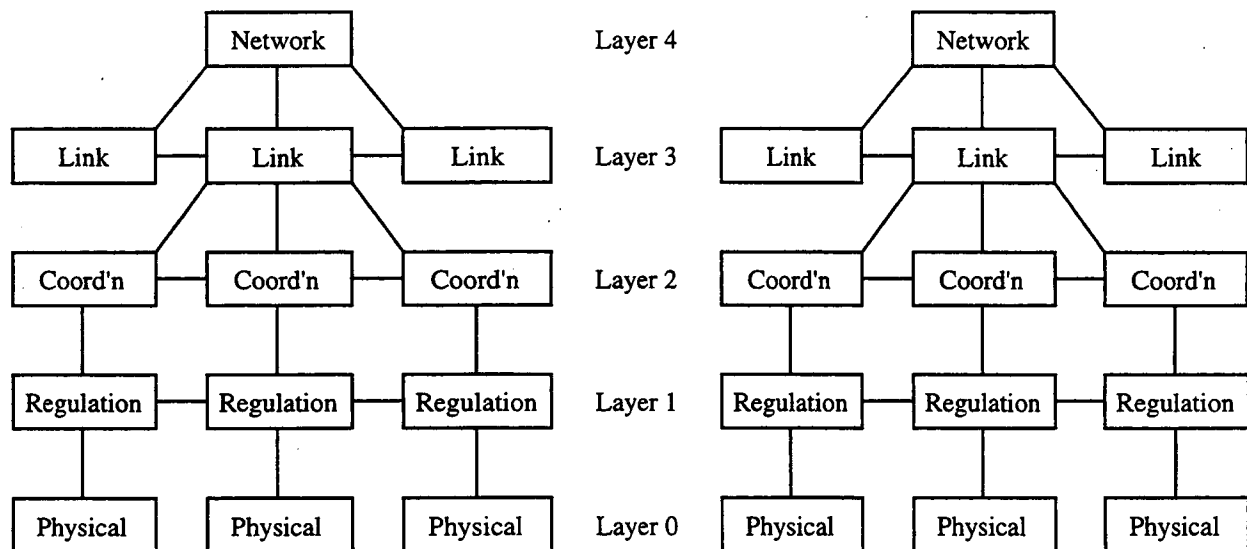 Network Layer 4 Network
Link Link Link Layer 3 Link Link Link
Coord'n Coord'n Coord'n Layer 2 Coord'n Coord'n Coord'n
Regulation Regulation Regulation Layer 1 Regulation Regulation Regulation
Physical Physical Physical Layer 0 Physical Physical Physical